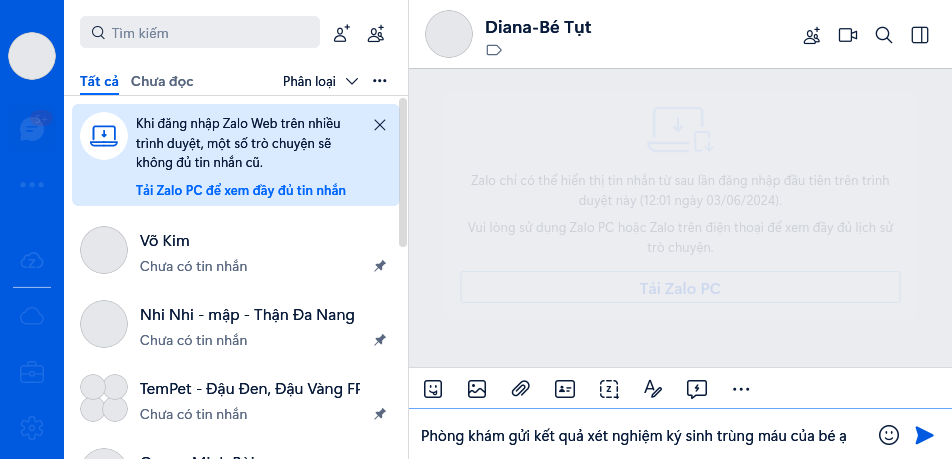 Tìm kiếm
Tất cả Chưa đọc Phân loại
Khi đăng nhập Zalo Web trên nhiều
trình duyệt, một số trò chuyện sẽ
không đủ tin nhắn cũ.
Tải Zalo PC để xem đầy đủ tin nhắn
Võ Kim
Chưa có tin nhắn
Nhi Nhi - mập - Thận Đa Nang
Chưa có tin nhắn
TemPet - Đậu Đen, Đậu Vàng FF
Chưa có tin nhắn
Diana-Bé Tụt
Zalo chỉ có thể hiển thị tin nhắn từ sau lần đăng nhập đầu tiên trên trình
duyệt này (12:01 ngày 03/06/2024).
Vui lòng sử dụng Zalo PC hoặc Zalo trên điện thoại để xem đầy đủ lịch sử
trò chuyện.
Tải Zalo PC
Phòng khám gửi kết quả xét nghiệm ký sinh trùng máu của bé ạ